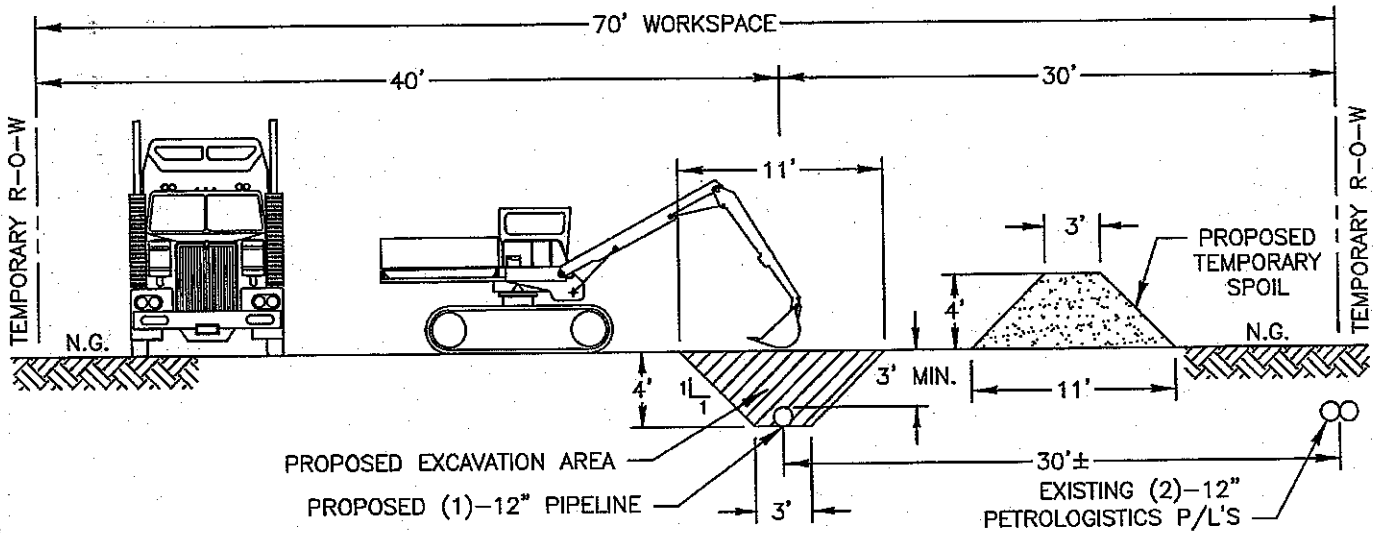 70' WORKSPACE
40'
30'
TEMPORARY R-O-W
TEMPORARY R-O-W
11'
3'
PROPOSED
TEMPORARY
SPOIL
4'
N.G.
N.G.
4'
1
1
3' MIN.
11'
PROPOSED EXCAVATION AREA
30'±
PROPOSED (1)-12" PIPELINE
3'
EXISTING (2)-12"
PETROLOGISTICS P/L'S